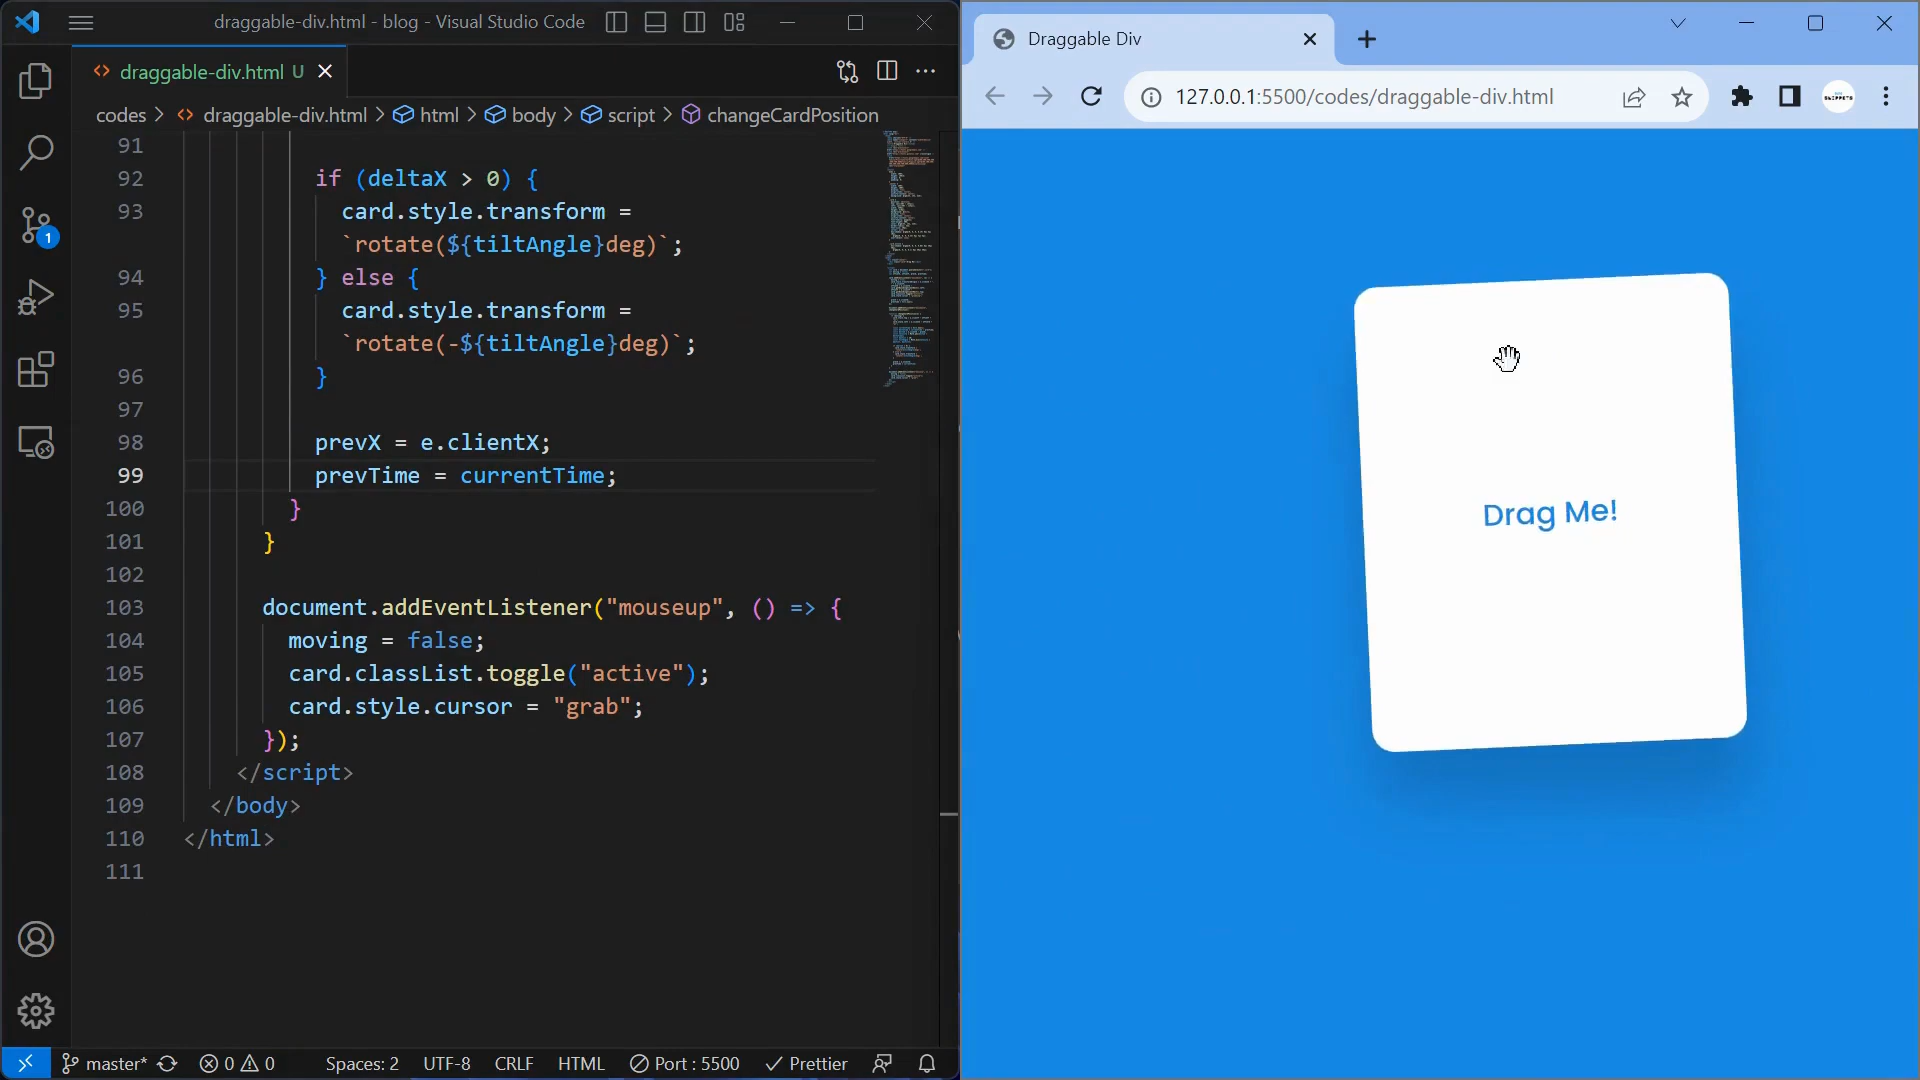 draggable-div.html - blog - Visual Studio Code
draggable-div.html U
codes > draggable-div.html > html > body > script > changeCardPosition
91
92 if (deltaX > 0) {
93 card.style.transform =
`rotate(${tiltAngle}deg)`;
94 } else {
95 card.style.transform =
`rotate(-${tiltAngle}deg)`;
96 }
97
98 prevX = e.clientX;
99 prevTime = currentTime;
100 }
101 }
102
103 document.addEventListener("mouseup", () => {
104 moving = false;
105 card.classList.toggle("active");
106 card.style.cursor = "grab";
107 });
108 </script>
109 </body>
110 </html>
111
1
master* 0 0 Spaces: 2 UTF-8 CRLF HTML Port : 5500 Prettier
Draggable Div
127.0.0.1:5500/codes/draggable-div.html
Drag Me!